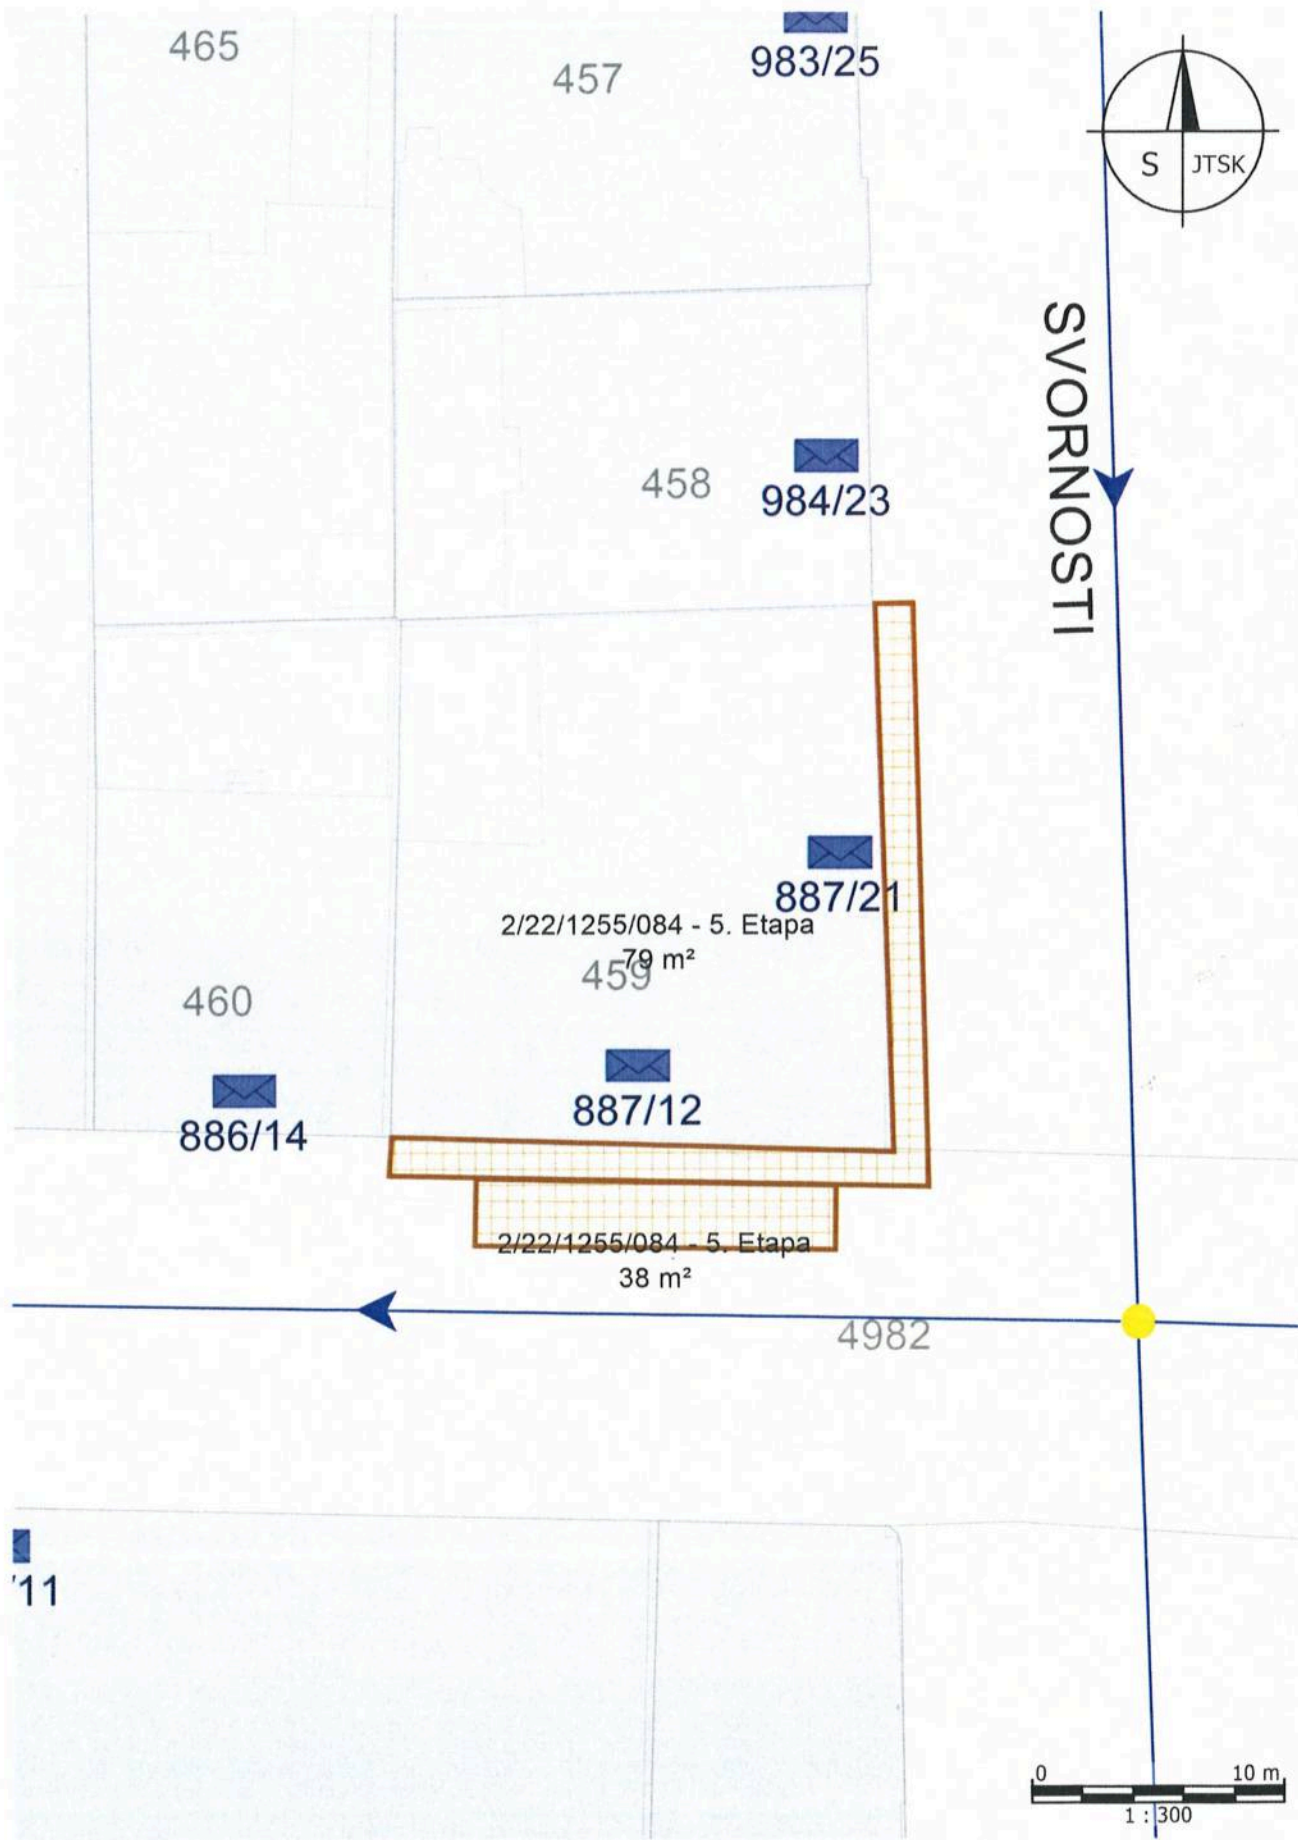 465
457
983/25
S JTSK
SVORNOSTI
458
984/23
887/21
2/22/1255/084 - 5. Etapa
79 m²
459
460
887/12
886/14
2/22/1255/084 - 5. Etapa
38 m²
4982
'11
0 10 m
1 : 300